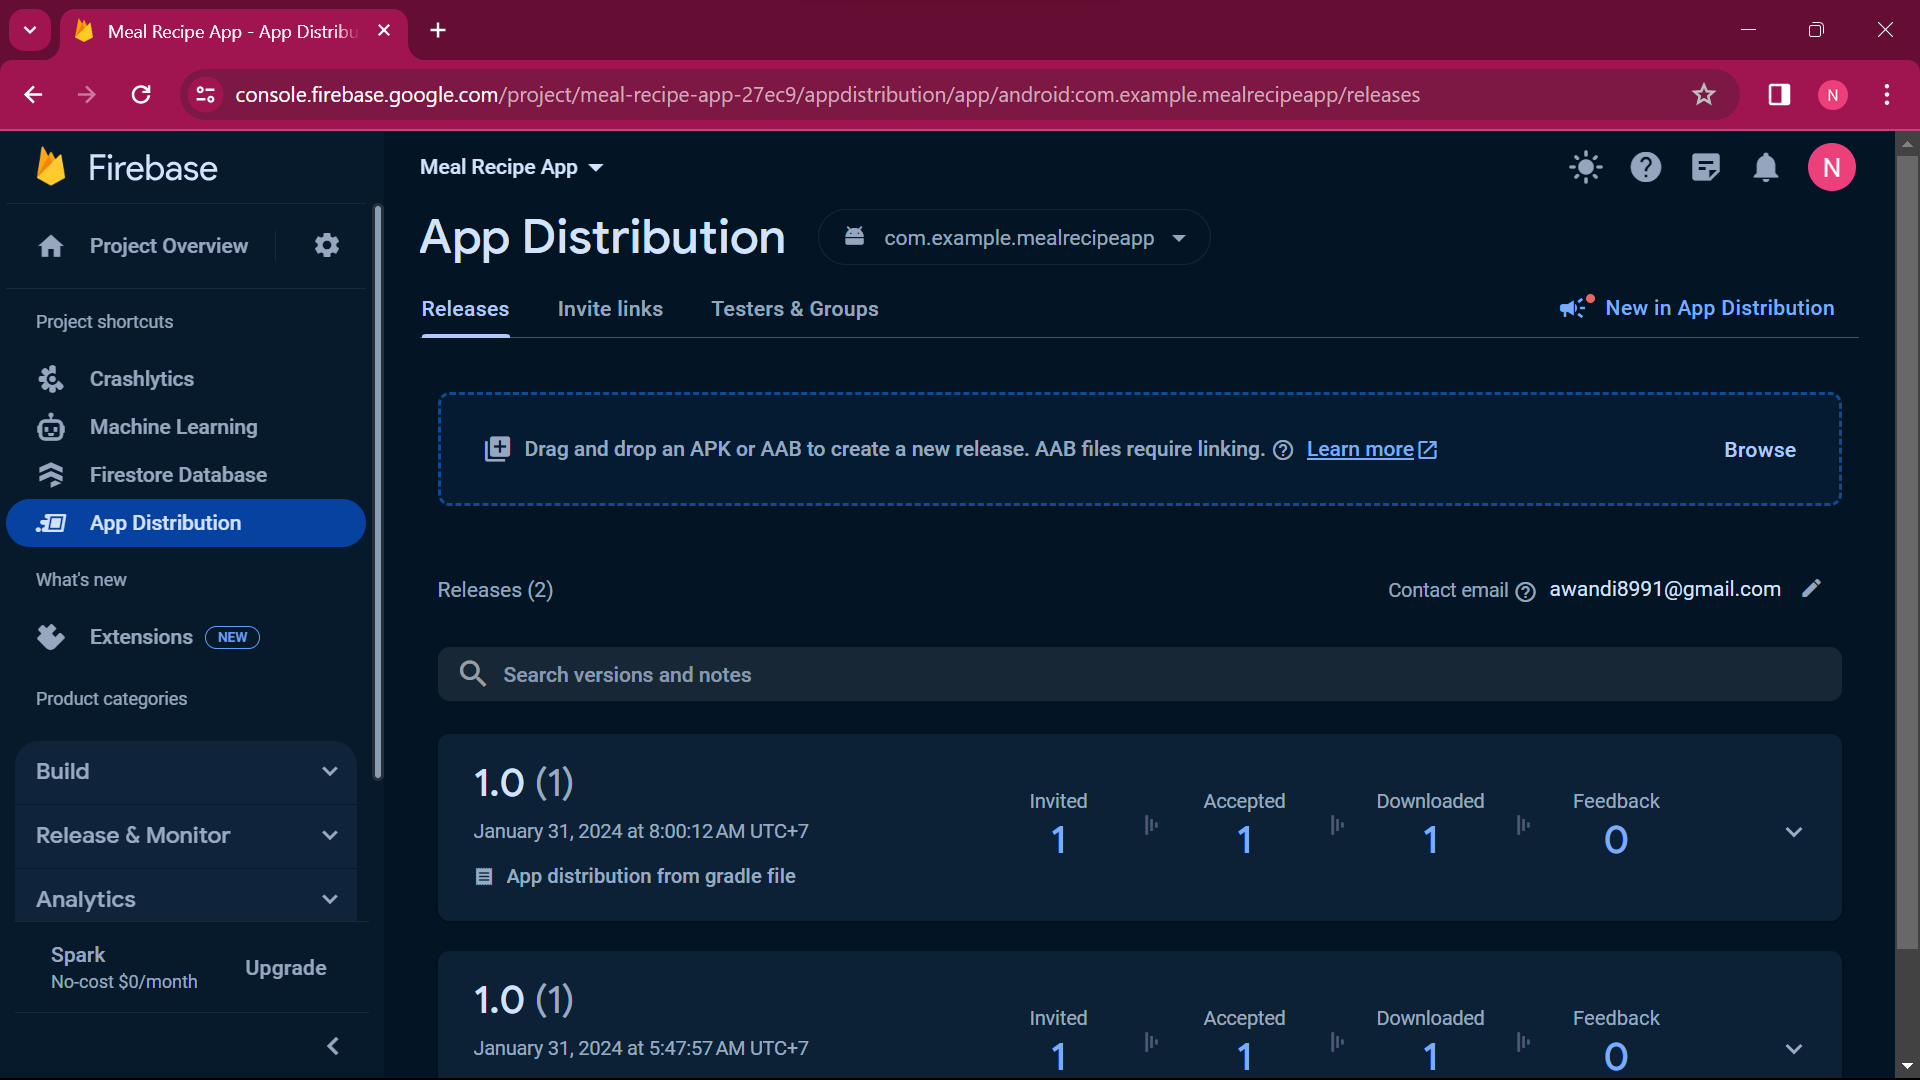 Meal Recipe App - App Distribu
console.firebase.google.com/project/meal-recipe-app-27ec9/appdistribution/app/android:com.example.mealrecipeapp/releases
N
Firebase
Meal Recipe App
N
Project Overview
App Distribution
com.example.mealrecipeapp
Releases
Invite links
Testers & Groups
New in App Distribution
Project shortcuts
Crashlytics
Machine Learning
Firestore Database
App Distribution
What's new
Extensions NEW
Product categories
Build
Release & Monitor
Analytics
Spark
No-cost $0/month
Upgrade
Drag and drop an APK or AAB to create a new release. AAB files require linking. Learn more
Browse
Releases (2)
Contact email awandi8991@gmail.com
Search versions and notes
1.0 (1)
January 31, 2024 at 8:00:12 AM UTC+7
App distribution from gradle file
Invited
1
Accepted
1
Downloaded
1
Feedback
0
1.0 (1)
January 31, 2024 at 5:47:57 AM UTC+7
Invited
1
Accepted
1
Downloaded
1
Feedback
0